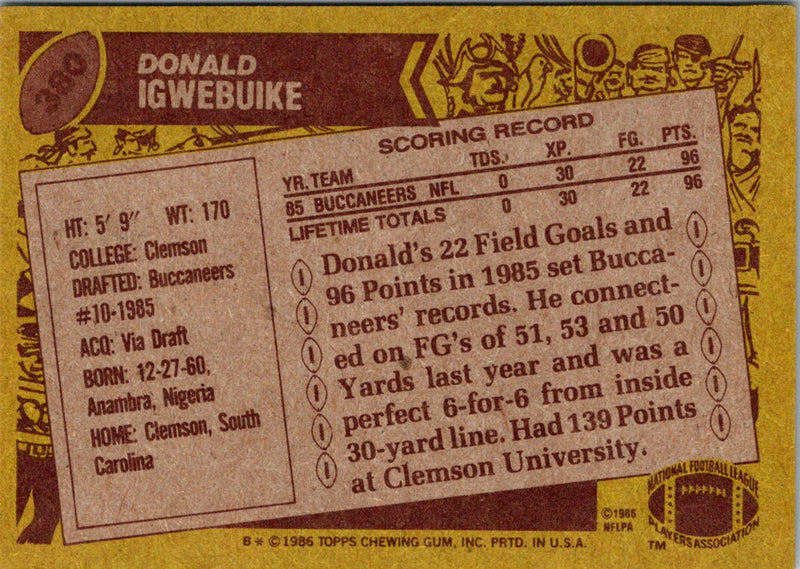 380
DONALD
IGWEBUIKE
HT: 5' 9" WT: 170
COLLEGE: Clemson
DRAFTED: Buccaneers
#10-1985
ACQ: Via Draft
BORN: 12-27-60,
Anambra, Nigeria
HOME: Clemson, South
Carolina
SCORING RECORD
YR. TEAM TDS. XP. FG. PTS.
85 BUCCANEERS NFL 0 30 22 96
LIFETIME TOTALS 0 30 22 96
Donald's 22 Field Goals and
96 Points in 1985 set Bucca-
neers' records. He connect-
ed on FG's of 51, 53 and 50
Yards last year and was a
perfect 6-for-6 from inside
30-yard line. Had 139 Points
at Clemson University.
©1986
NFLPA
NATIONAL FOOTBALL LEAGUE
PLAYERS ASSOCIATION
TM
B * © 1986 TOPPS CHEWING GUM, INC. PRTD. IN U.S.A.